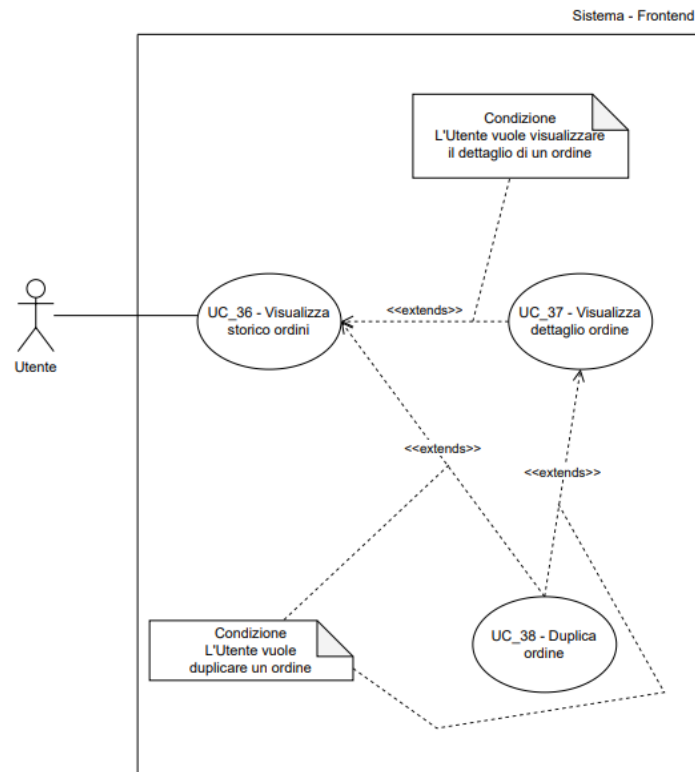 Sistema - Frontend
Condizione
L'Utente vuole visualizzare
il dettaglio di un ordine
UC_36 - Visualizza
storico ordini
<<extends>>
UC_37 - Visualizza
dettaglio ordine
Utente
<<extends>>
<<extends>>
Condizione
L'Utente vuole
duplicare un ordine
UC_38 - Duplica
ordine